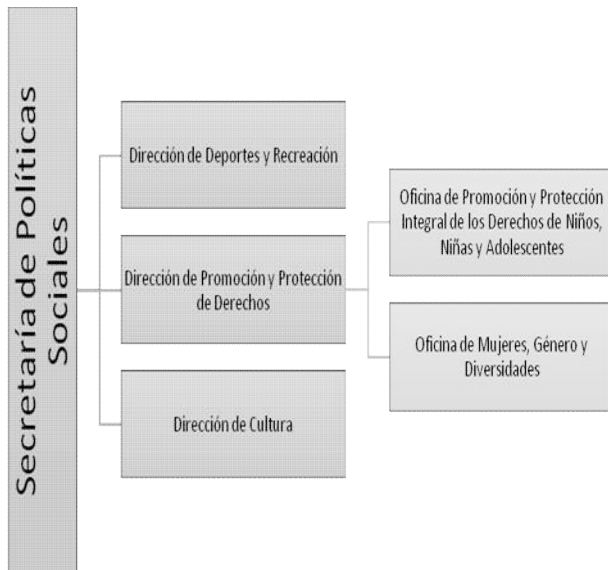 Secretaría de Políticas
Sociales
Dirección de Deportes y Recreación
Dirección de Promoción y Protección
de Derechos
Dirección de Cultura
Oficina de Promoción y Protección
Integral de los Derechos de Niños,
Niñas y Adolescentes
Oficina de Mujeres, Género y
Diversidades